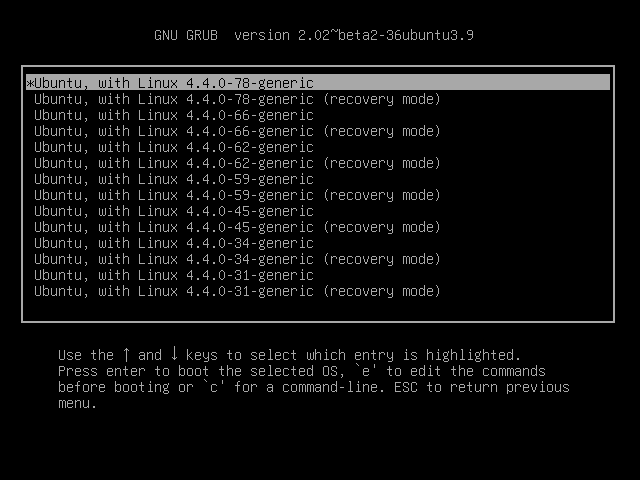 GNU GRUB version 2.02~beta2-36ubuntu3.9
*Ubuntu, with Linux 4.4.0-78-generic
Ubuntu, with Linux 4.4.0-78-generic (recovery mode)
Ubuntu, with Linux 4.4.0-66-generic
Ubuntu, with Linux 4.4.0-66-generic (recovery mode)
Ubuntu, with Linux 4.4.0-62-generic
Ubuntu, with Linux 4.4.0-62-generic (recovery mode)
Ubuntu, with Linux 4.4.0-59-generic
Ubuntu, with Linux 4.4.0-59-generic (recovery mode)
Ubuntu, with Linux 4.4.0-45-generic
Ubuntu, with Linux 4.4.0-45-generic (recovery mode)
Ubuntu, with Linux 4.4.0-34-generic
Ubuntu, with Linux 4.4.0-34-generic (recovery mode)
Ubuntu, with Linux 4.4.0-31-generic
Ubuntu, with Linux 4.4.0-31-generic (recovery mode)
Use the ↑ and ↓ keys to select which entry is highlighted.
Press enter to boot the selected OS, `e' to edit the commands
before booting or `c' for a command-line. ESC to return previous
menu.